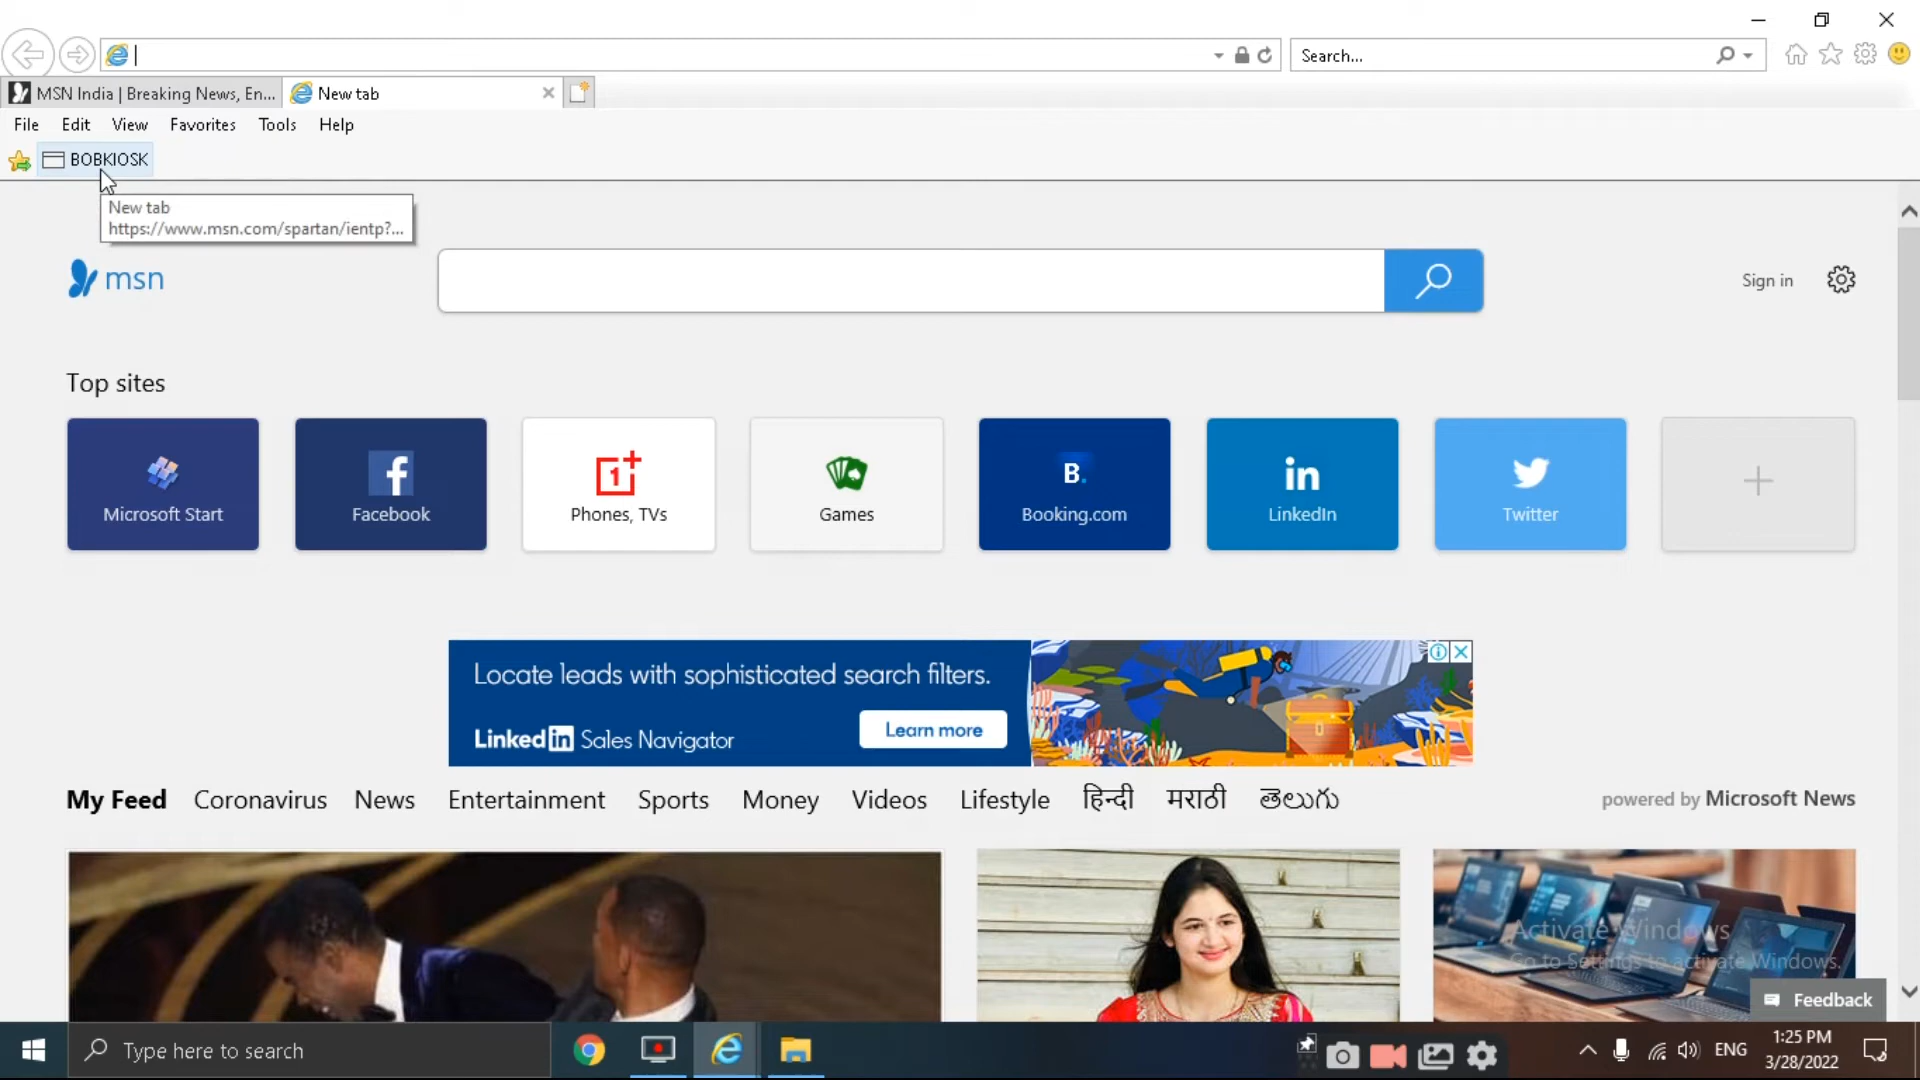 Search...
MSN India | Breaking News, En...
New tab
File Edit View Favorites Tools Help
BOBKIOSK
New tab
https://www.msn.com/spartan/ientp?...
msn
Sign in
Top sites
Microsoft Start
Facebook
Phones, TVs
Games
B.
Booking.com
in
LinkedIn
Twitter
Locate leads with sophisticated search filters.
Linked in Sales Navigator
Learn more
My Feed Coronavirus News Entertainment Sports Money Videos Lifestyle हिन्दी मराठी తెలుగు
powered by Microsoft News
Activate Windows
Go to Settings to activate Windows.
Feedback
Type here to search
ENG
1:25 PM
3/28/2022